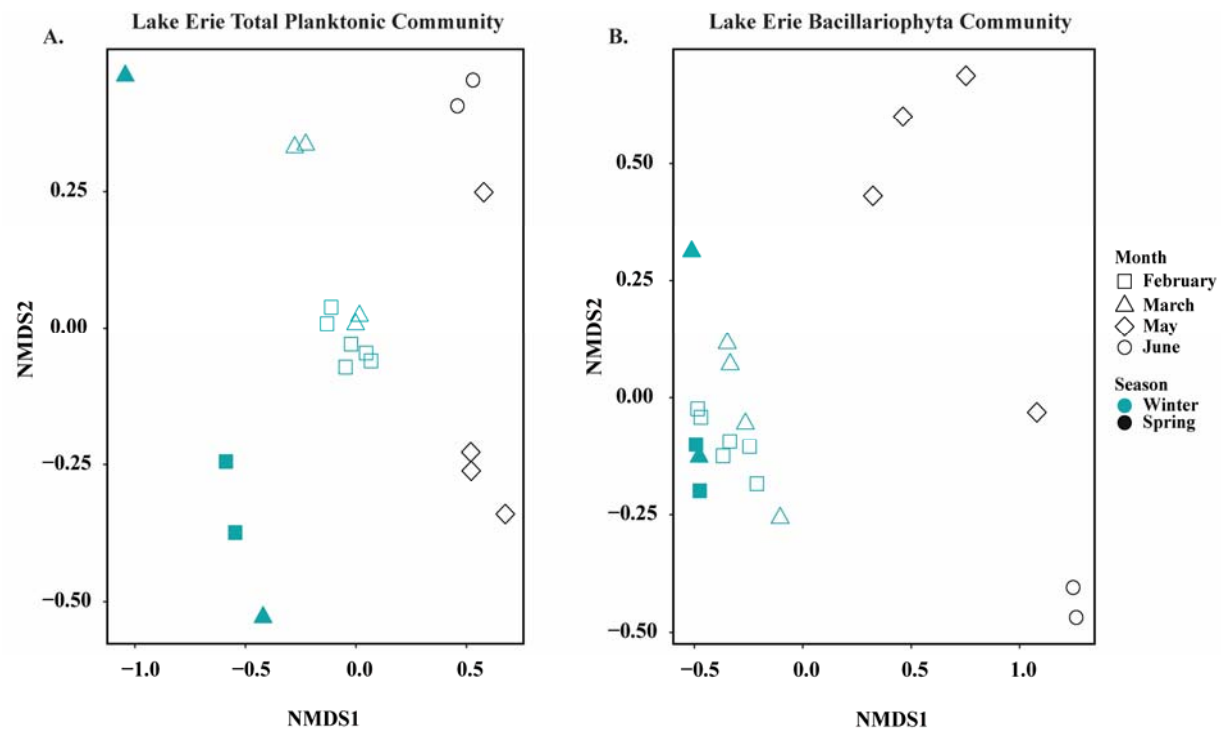 Lake Erie Total Planktonic Community
A.
0.25
0.00
−0.25
−0.50
NMDS2
−1.0 −0.5 0.0 0.5
NMDS1
Lake Erie Bacillariophyta Community
B.
0.50
0.25
0.00
−0.25
−0.50
NMDS2
−0.5 0.0 0.5 1.0
NMDS1
Month
February
March
May
June
Season
Winter
Spring